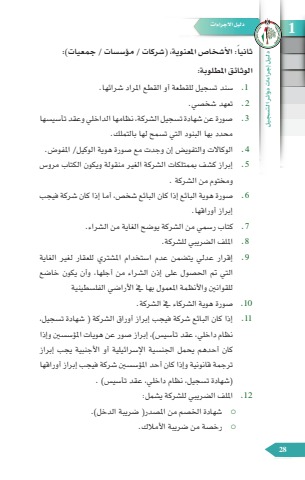 دليل الاجراءات
1
دليل إجراءات دوائر التسجيل
ثانياً: الأشخاص المعنوية، (شركات / مؤسسات / جمعيات):
الوثائق المطلوبة:
1. سند تسجيل للقطعة أو القطع المراد شرائها.
2. تعهد شخصي.
3. صورة عن شهادة تسجيل الشركة، نظامها الداخلي وعقد تأسيسها
محدد بها البنود التي تسمح لها بالتملك.
4. الوكالات والتفويض إن وجدت مع صورة هوية الوكيل/ المفوض.
5. إبراز كشف بممتلكات الشركة الغير منقولة ويكون الكتاب مروس
ومختوم من الشركة .
6. صورة هوية البائع إذا كان البائع شخص، أما إذا كان شركة فيجب
إبراز أوراقها.
7. كتاب رسمي من الشركة يوضح الغاية من الشراء.
8. الملف الضريبي للشركة.
9. إقرار عدلي يتضمن عدم استخدام المشتري للعقار لغير الغاية
التي تم الحصول على إذن الشراء من أجلها، وأن يكون خاضع
للقوانين والأنظمة المعمول بها في الأراضي الفلسطينية
10. صورة هوية الشركاء في الشركة.
11. إذا كان البائع شركة فيجب إبراز أوراق الشركة ( شهادة تسجيل،
نظام داخلي، عقد تأسيس)، إبراز صور عن هويات المؤسسين وإذا
كان أحدهم يحمل الجنسية الإسرائيلية أو الأجنبية يجب إبراز
ترجمة قانونية وإذا كان أحد المؤسسين شركة فيجب إبراز أوراقها
(شهادة تسجيل، نظام داخلي، عقد تأسيس) .
12. الملف الضريبي للشركة يشمل:
○ شهادة الخصم من المصدر( ضريبة الدخل).
○ رخصة من ضريبة الأملاك.
28